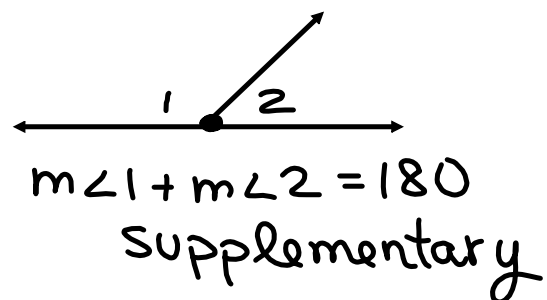 1 2
m∠1 + m∠2 = 180
supplementary